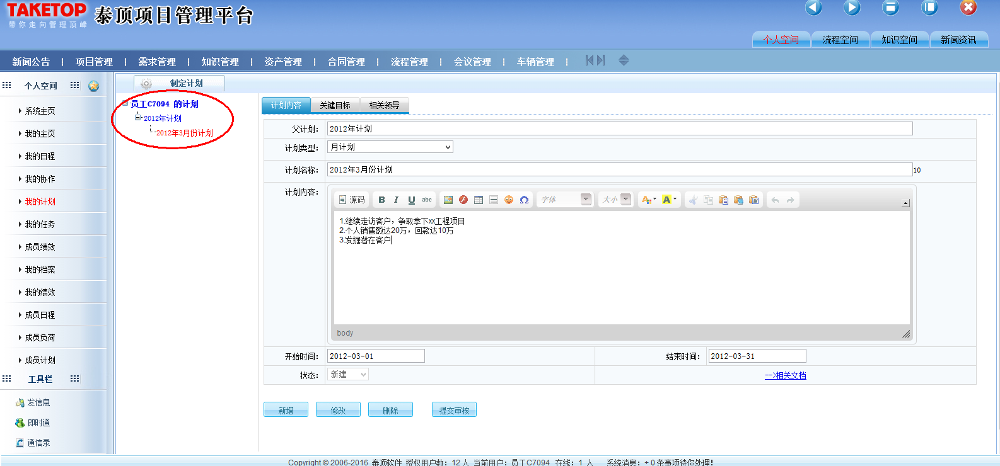 TAKETOP
带你走向管理顶峰
泰顶项目管理平台
个人空间 流程空间 知识空间 新闻资讯
新闻公告 | 项目管理 | 需求管理 | 知识管理 | 资产管理 | 合同管理 | 流程管理 | 会议管理 | 车辆管理 |
个人空间
系统主页
我的主页
我的日程
我的协作
我的计划
我的任务
成员绩效
我的档案
我的绩效
成员日程
成员负荷
成员计划
工具栏
发信息
即时通
通信录
制定计划
员工C7094 的计划
2012年计划
2012年3月份计划
计划内容 关键目标 相关领导
父计划: 2012年计划
计划类型: 月计划
计划名称: 2012年3月份计划 10
计划内容:
源码 B I U abc 字体 大小 A A
1.继续走访客户，争取拿下xx工程项目
2.个人销售额达20万，回款达10万
3.发掘潜在客户
body
开始时间: 2012-03-01 结束时间: 2012-03-31
状态: 新建 -->相关文档
新增 修改 删除 提交审核
Copyright © 2006-2016 泰顶软件 授权用户数: 12 人 当前用户: 员工C7094 在线: 1 人 系统消息: + 0 条事项待你处理!